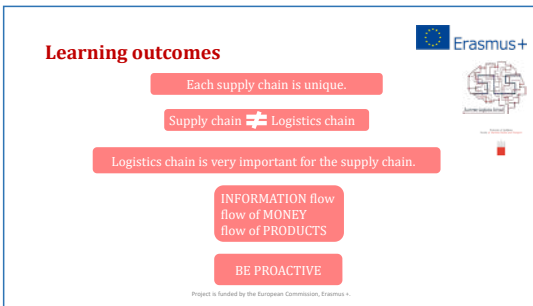 Learning outcomes
Erasmus+
Each supply chain is unique.
Supply chain ≠ Logistics chain
Logistics chain is very important for the supply chain.
INFORMATION flow
flow of MONEY
flow of PRODUCTS
BE PROACTIVE
Project is funded by the European Commission, Erasmus +.